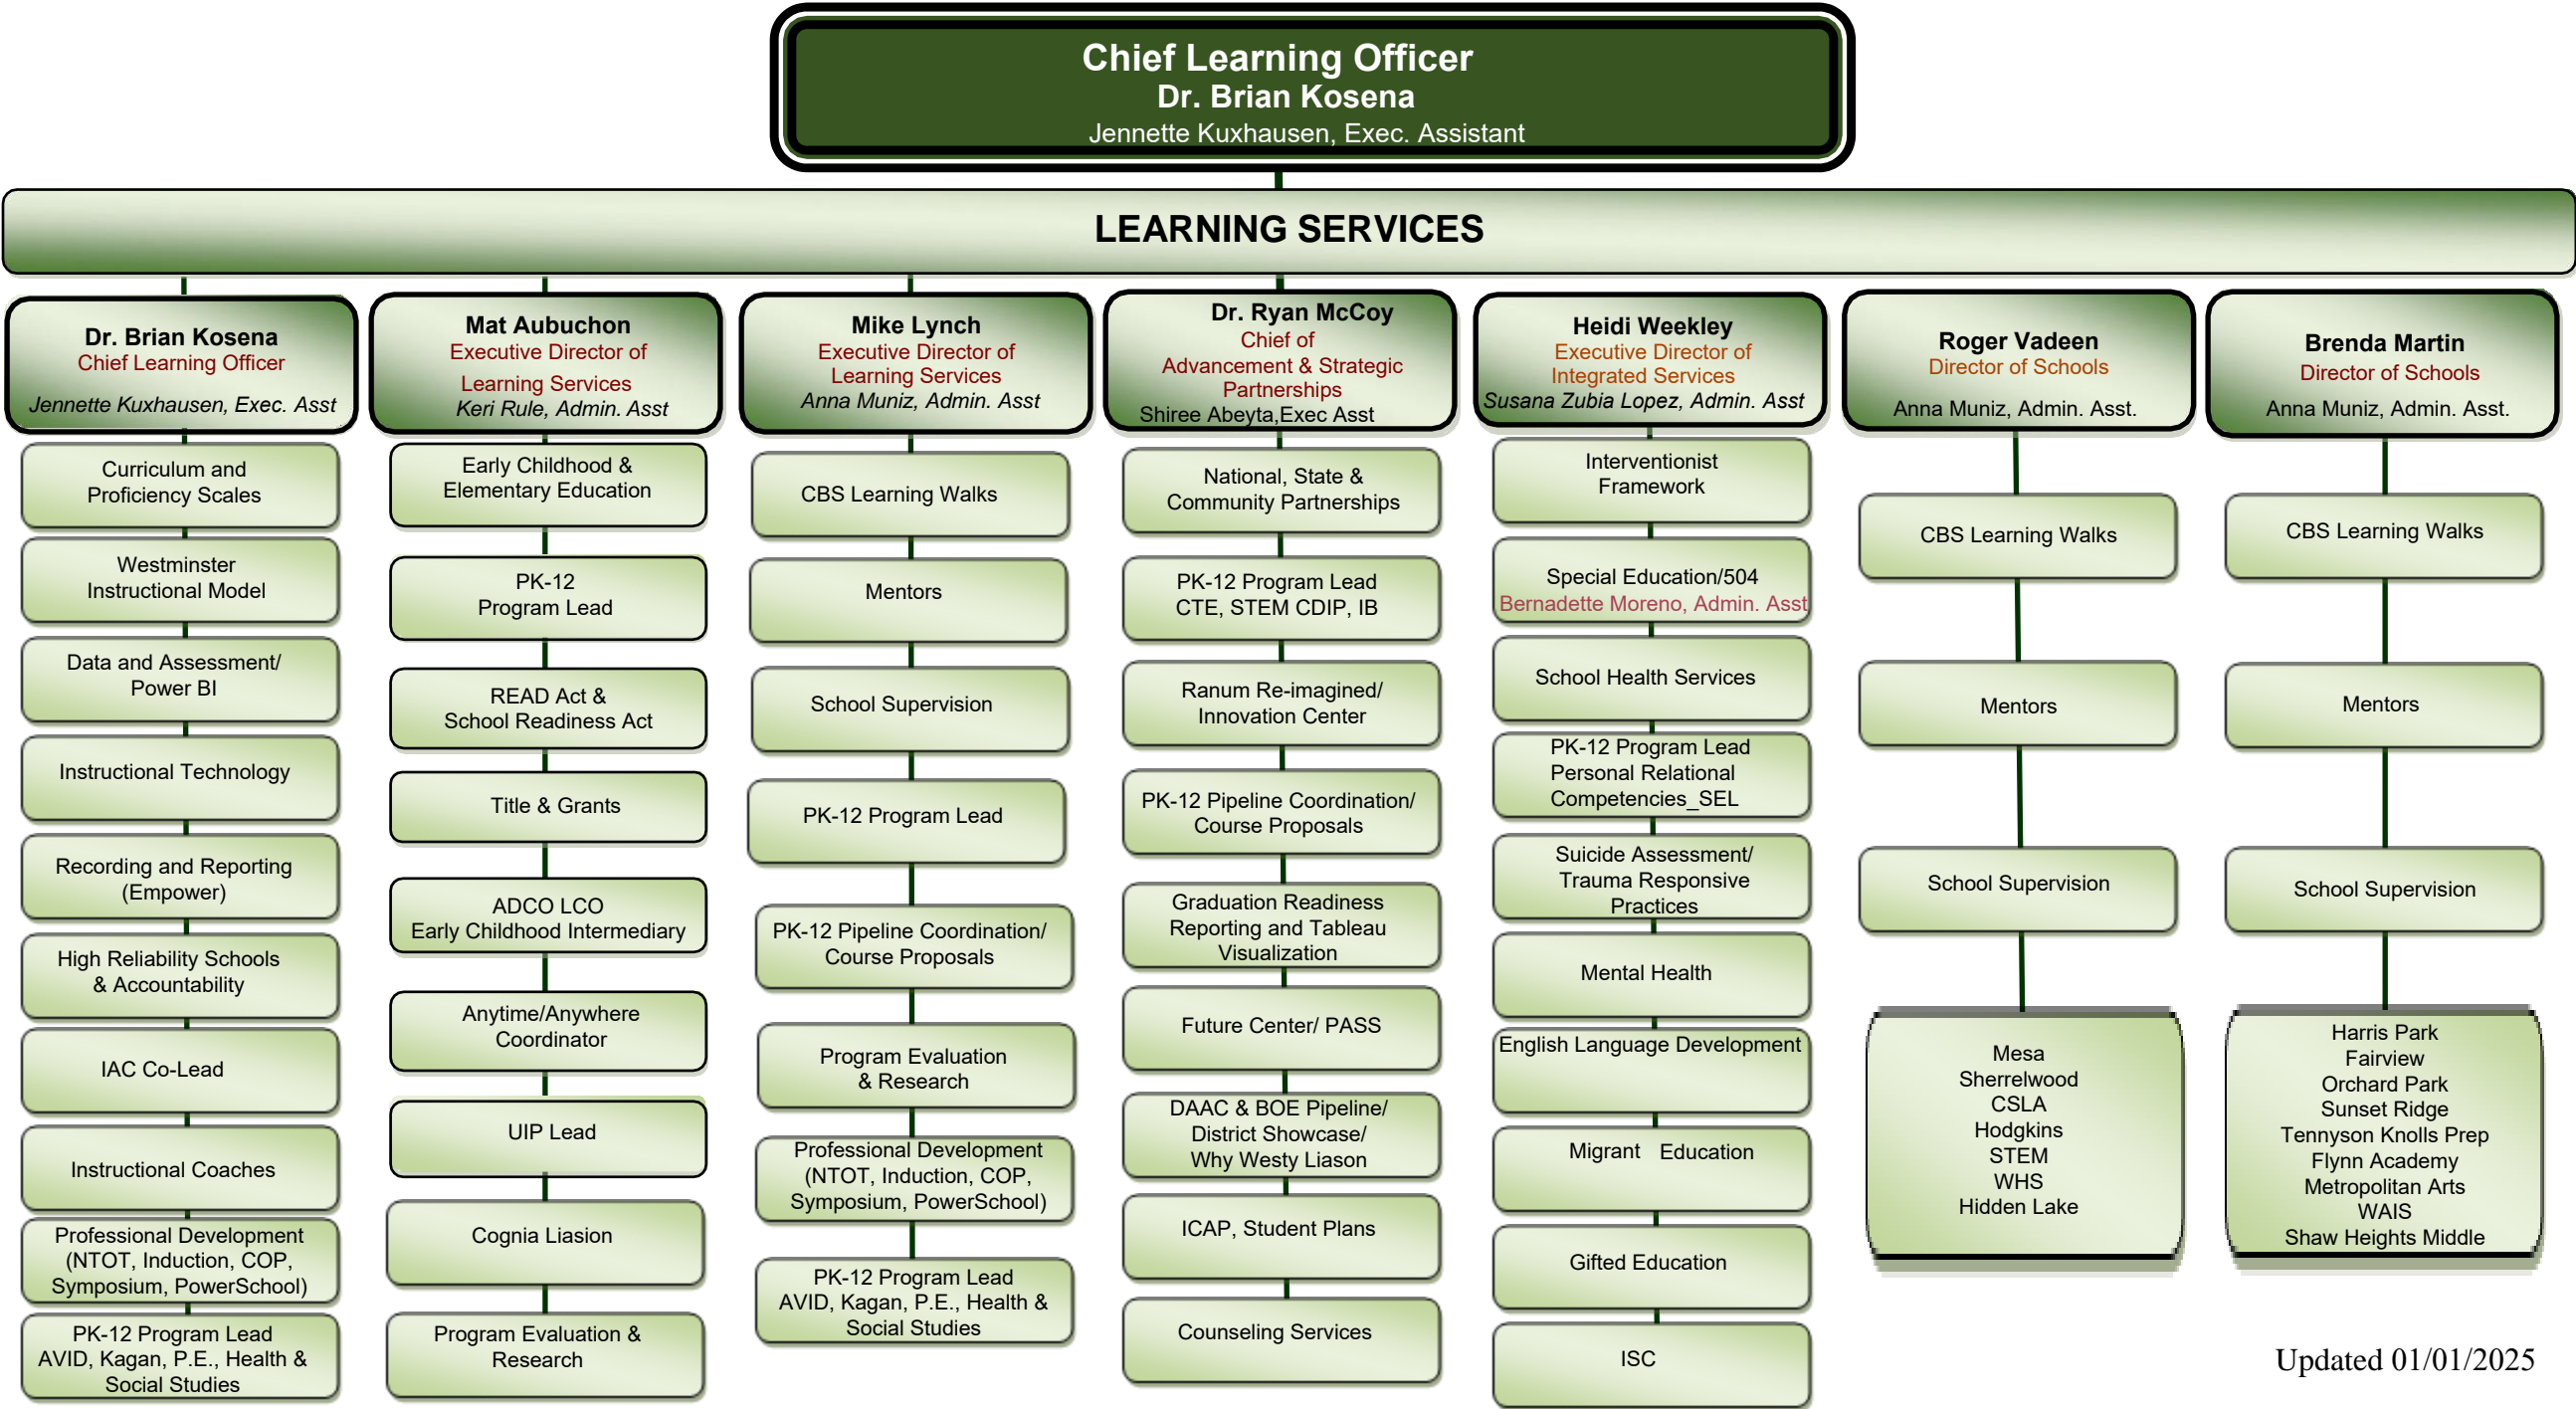 Chief Learning Officer
Dr. Brian Kosena
Jennette Kuxhausen, Exec. Assistant
LEARNING SERVICES
Dr. Brian Kosena
Chief Learning Officer
Jennette Kuxhausen, Exec. Asst
Curriculum and
Proficiency Scales
Westminster
Instructional Model
Data and Assessment/
Power BI
Instructional Technology
Recording and Reporting
(Empower)
High Reliability Schools
& Accountability
IAC Co-Lead
Instructional Coaches
Professional Development
(NTOT, Induction, COP,
Symposium, PowerSchool)
PK-12 Program Lead
AVID, Kagan, P.E., Health &
Social Studies
Mat Aubuchon
Executive Director of
Learning Services
Keri Rule, Admin. Asst
Early Childhood &
Elementary Education
PK-12
Program Lead
READ Act &
School Readiness Act
Title & Grants
ADCO LCO
Early Childhood Intermediary
Anytime/Anywhere
Coordinator
UIP Lead
Cognia Liasion
Program Evaluation &
Research
Mike Lynch
Executive Director of
Learning Services
Anna Muniz, Admin. Asst
CBS Learning Walks
Mentors
School Supervision
PK-12 Program Lead
PK-12 Pipeline Coordination/
Course Proposals
Program Evaluation
& Research
Professional Development
(NTOT, Induction, COP,
Symposium, PowerSchool)
PK-12 Program Lead
AVID, Kagan, P.E., Health &
Social Studies
Dr. Ryan McCoy
Chief of
Advancement & Strategic
Partnerships
Shiree Abeyta,Exec Asst
National, State &
Community Partnerships
PK-12 Program Lead
CTE, STEM CDIP, IB
Ranum Re-imagined/
Innovation Center
PK-12 Pipeline Coordination/
Course Proposals
Graduation Readiness
Reporting and Tableau
Visualization
Future Center/ PASS
DAAC & BOE Pipeline/
District Showcase/
Why Westy Liason
ICAP, Student Plans
Counseling Services
Heidi Weekley
Executive Director of
Integrated Services
Susana Zubia Lopez, Admin. Asst
Interventionist
Framework
Special Education/504
Bernadette Moreno, Admin. Asst
School Health Services
PK-12 Program Lead
Personal Relational
Competencies_SEL
Suicide Assessment/
Trauma Responsive
Practices
Mental Health
English Language Development
Migrant Education
Gifted Education
ISC
Roger Vadeen
Director of Schools
Anna Muniz, Admin. Asst.
CBS Learning Walks
Mentors
School Supervision
Mesa
Sherrelwood
CSLA
Hodgkins
STEM
WHS
Hidden Lake
Brenda Martin
Director of Schools
Anna Muniz, Admin. Asst.
CBS Learning Walks
Mentors
School Supervision
Harris Park
Fairview
Orchard Park
Sunset Ridge
Tennyson Knolls Prep
Flynn Academy
Metropolitan Arts
WAIS
Shaw Heights Middle
Updated 01/01/2025